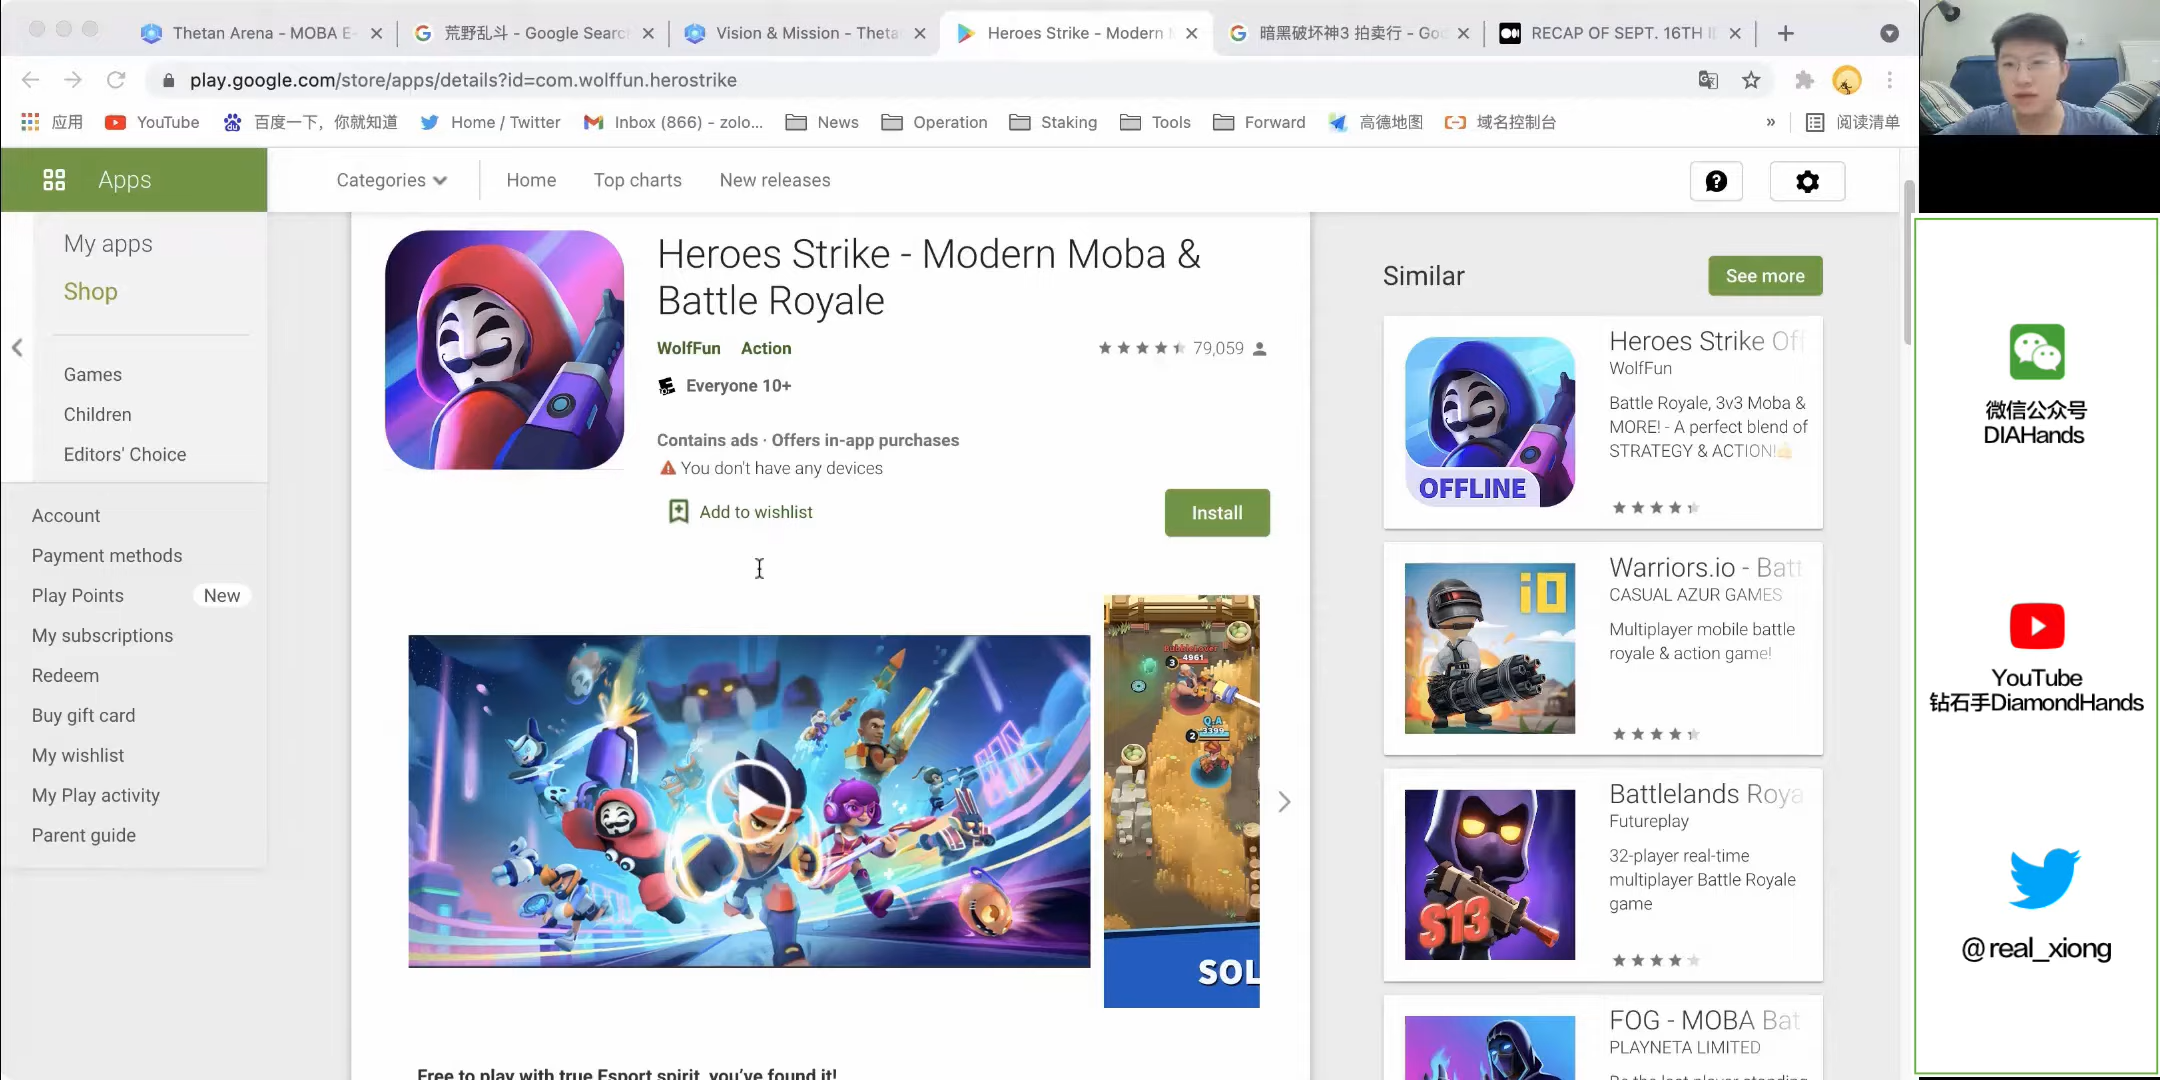 Thetan Arena - MOBA E-
荒野乱斗 - Google Searc
Vision & Mission - Theta
Heroes Strike - Modern
暗黑破坏神3 拍卖行 - Go
RECAP OF SEPT. 16TH
play.google.com/store/apps/details?id=com.wolffun.herostrike
应用
YouTube
百度一下，你就知道
Home / Twitter
Inbox (866) - zolo...
News
Operation
Staking
Tools
Forward
高德地图
域名控制台
»
阅读清单
Apps
Categories
Home
Top charts
New releases
My apps
Shop
Games
Children
Editors' Choice
Account
Payment methods
Play Points
New
My subscriptions
Redeem
Buy gift card
My wishlist
My Play activity
Parent guide
Heroes Strike - Modern Moba &
Battle Royale
WolfFun
Action
79,059
Everyone 10+
Contains ads · Offers in-app purchases
You don't have any devices
Add to wishlist
Install
3
4961
Q.A
3399
2
SOL
Free to play with true Esport spirit, you've found it!
Similar
See more
OFFLINE
Heroes Strike Off
WolfFun
Battle Royale, 3v3 Moba &
MORE! - A perfect blend of
STRATEGY & ACTION!
iO
Warriors.io - Batt
CASUAL AZUR GAMES
Multiplayer mobile battle
royale & action game!
S13
Battlelands Roya
Futureplay
32-player real-time
multiplayer Battle Royale
game
FOG - MOBA Bat
PLAYNETA LIMITED
微信公众号
DIAHands
YouTube
钻石手DiamondHands
@real_xiong